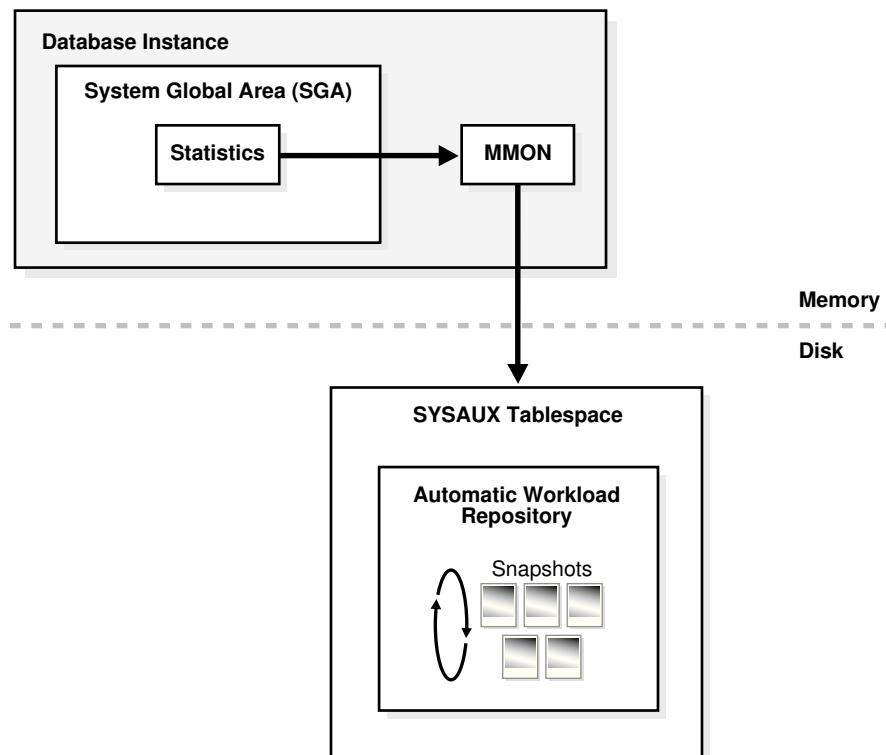 Database Instance
System Global Area (SGA)
Statistics
MMON
Memory
Disk
SYSAUX Tablespace
Automatic Workload
Repository
Snapshots